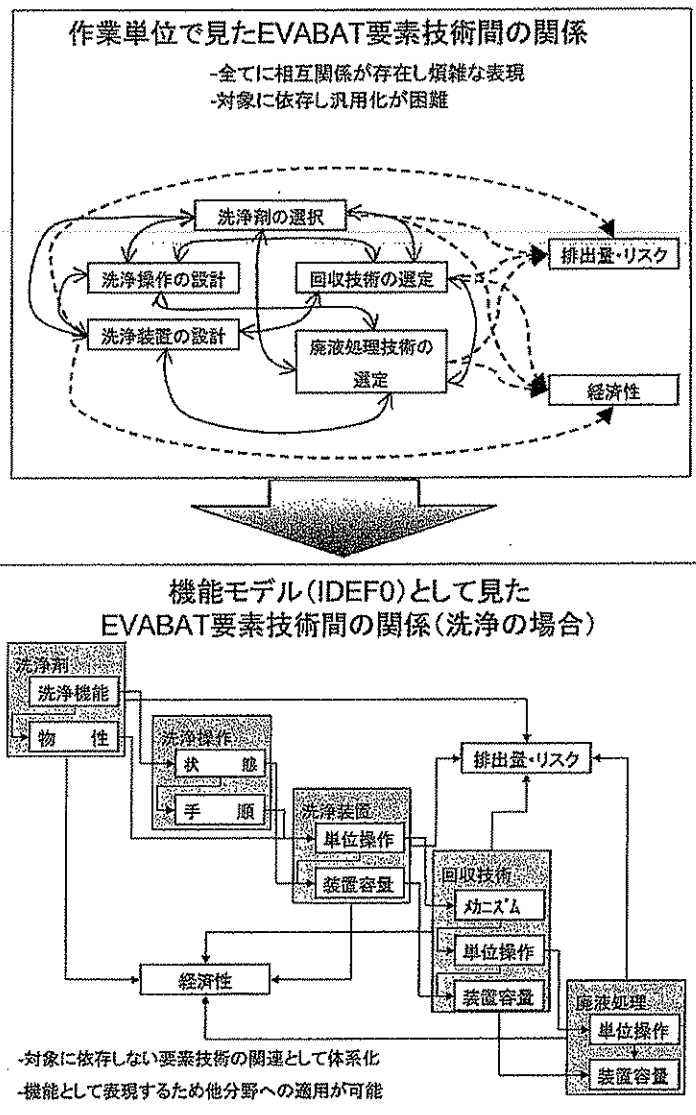 作業単位で見たEVABAT要素技術間の関係
-全てに相互関係が存在し煩雑な表現
-対象に依存し汎用化が困難
洗浄剤の選択
排出量・リスク
洗浄操作の設計
回収技術の選定
洗浄装置の設計
廃液処理技術の
選定
経済性
機能モデル(IDEF0)として見た
EVABAT要素技術間の関係(洗浄の場合)
洗浄剤
洗浄機能
物 性
洗浄操作
状 態
手 順
排出量・リスク
洗浄装置
単位操作
装置容量
回収技術
メカニズム
単位操作
装置容量
経済性
廃液処理
単位操作
装置容量
-対象に依存しない要素技術の関連として体系化
-機能として表現するため他分野への適用が可能